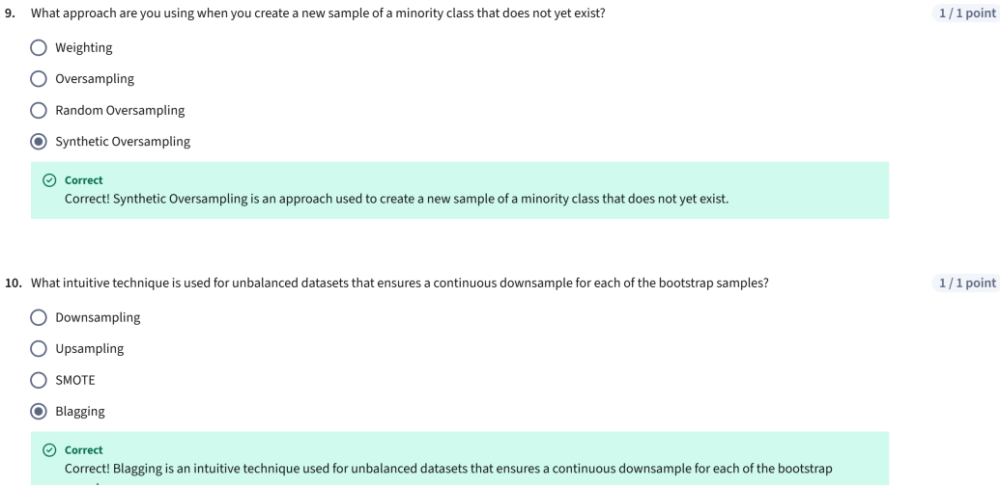 9. What approach are you using when you create a new sample of a minority class that does not yet exist?
1 / 1 point
Weighting
Oversampling
Random Oversampling
Synthetic Oversampling
Correct
Correct! Synthetic Oversampling is an approach used to create a new sample of a minority class that does not yet exist.
10. What intuitive technique is used for unbalanced datasets that ensures a continuous downsample for each of the bootstrap samples?
1 / 1 point
Downsampling
Upsampling
SMOTE
Blagging
Correct
Correct! Blagging is an intuitive technique used for unbalanced datasets that ensures a continuous downsample for each of the bootstrap